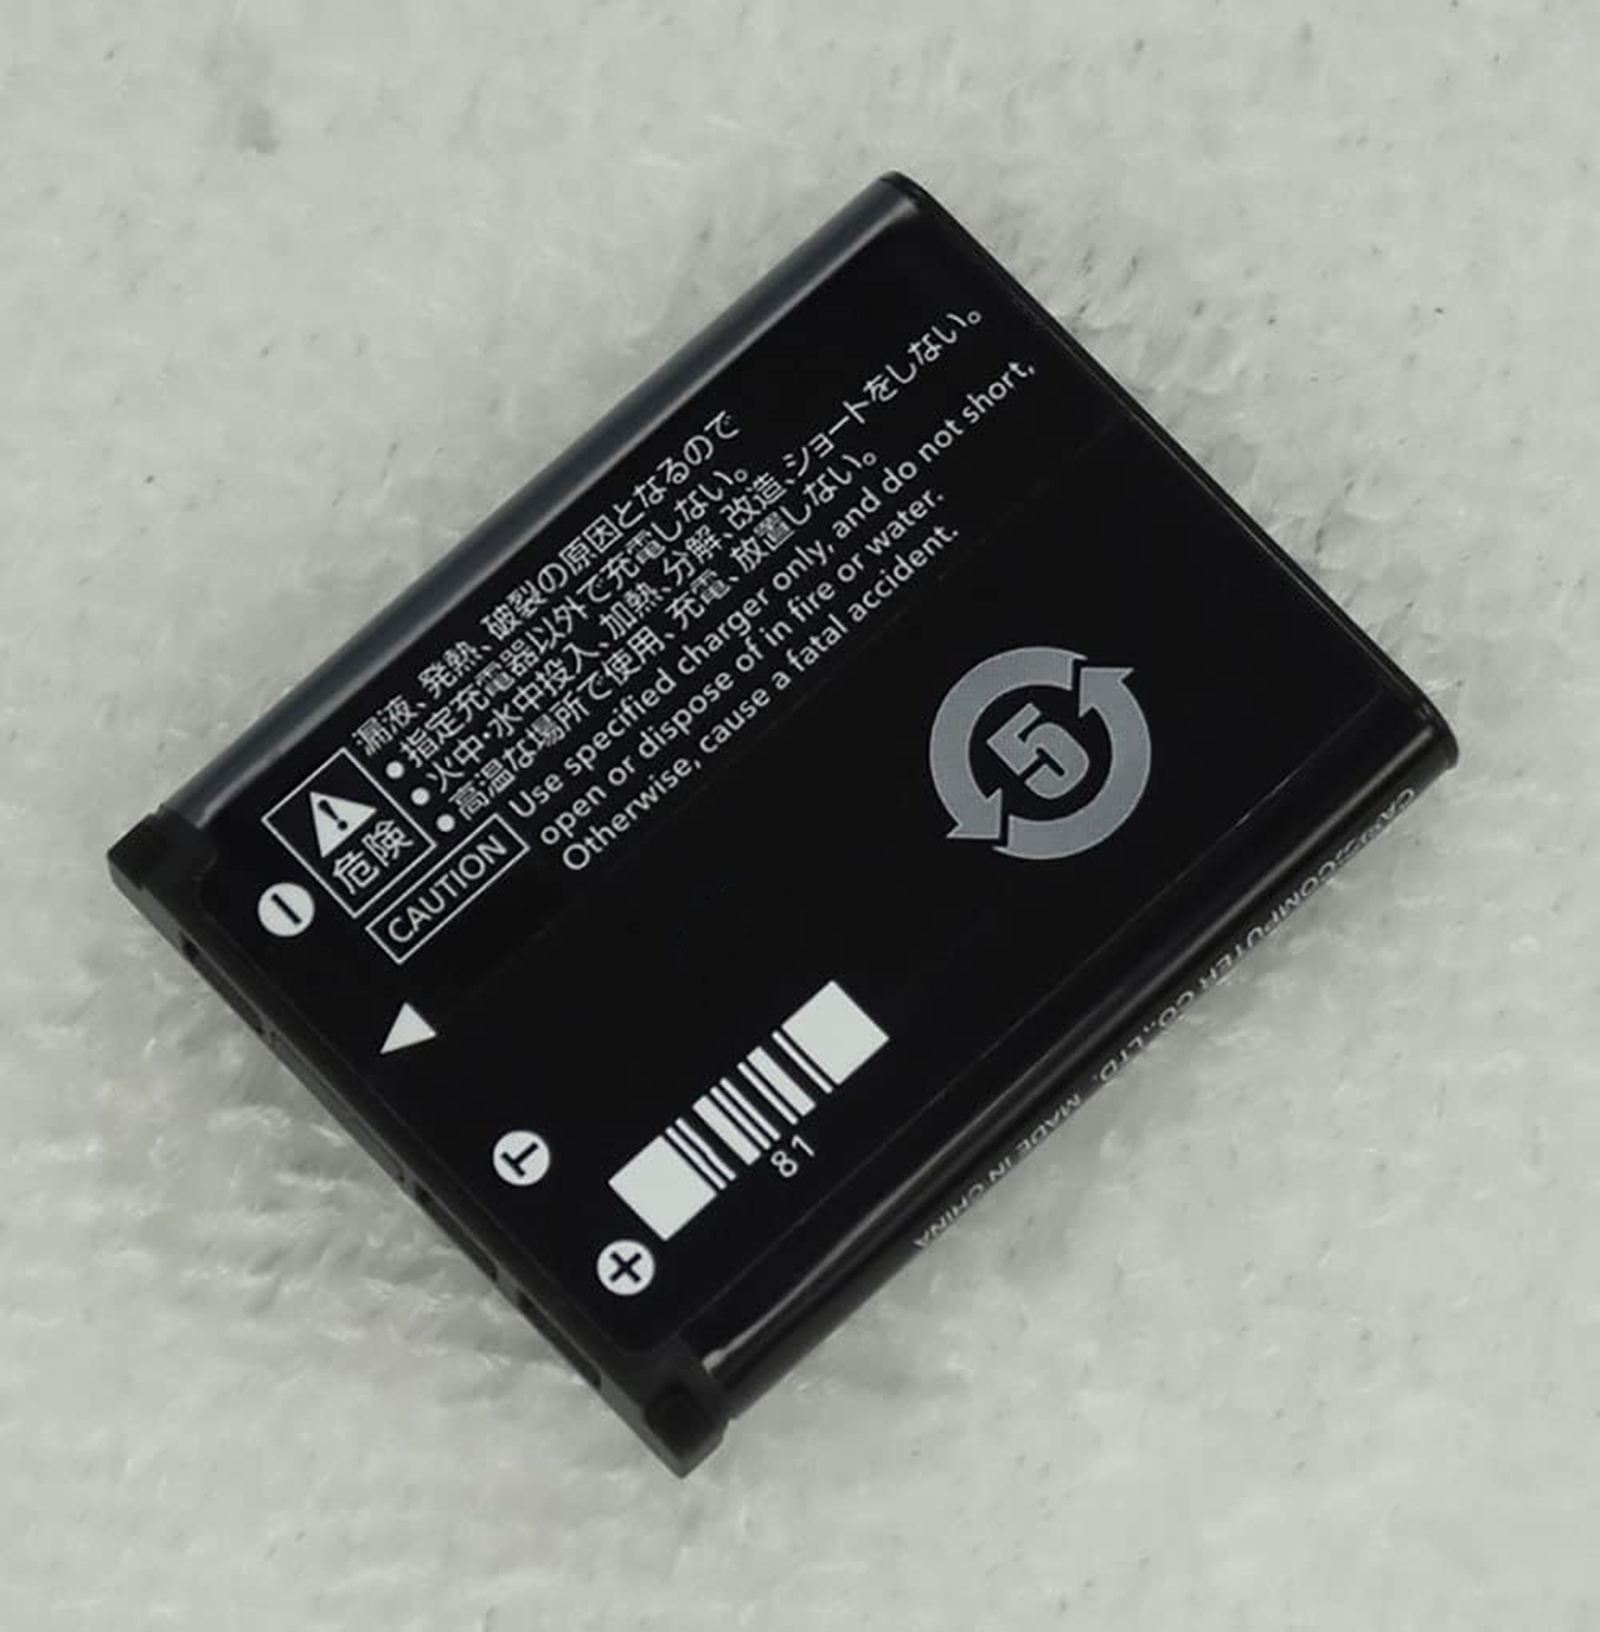 危険
漏液、発熱、破裂の原因となるので
●指定充電器以外で充電しない。
●火中・水中投入、加熱、分解、改造、ショートをしない。
●高温な場所で使用、充電、放置しない。
CAUTION
Use specified charger only, and do not short,
open or dispose of in fire or water.
Otherwise, cause a fatal accident.
5
81
T
CO., LTD. MADE IN CHINA